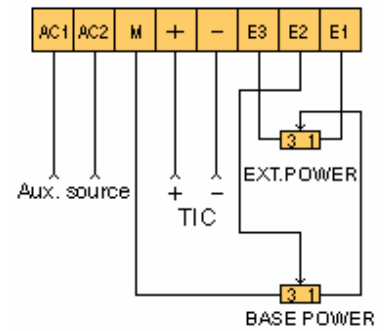 AC1 AC2 M + − E3 E2 E1
3 1
EXT.POWER
Aux. source
+ −
TIC
3 1
BASE POWER